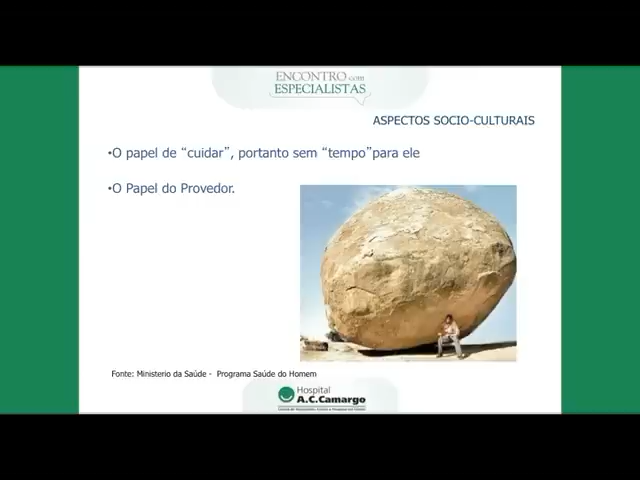 ENCONTRO com
ESPECIALISTAS
ASPECTOS SOCIO-CULTURAIS
•O papel de “cuidar”, portanto sem “tempo”para ele
•O Papel do Provedor.
Fonte: Ministerio da Saúde - Programa Saúde do Homem
Hospital
A.C.Camargo